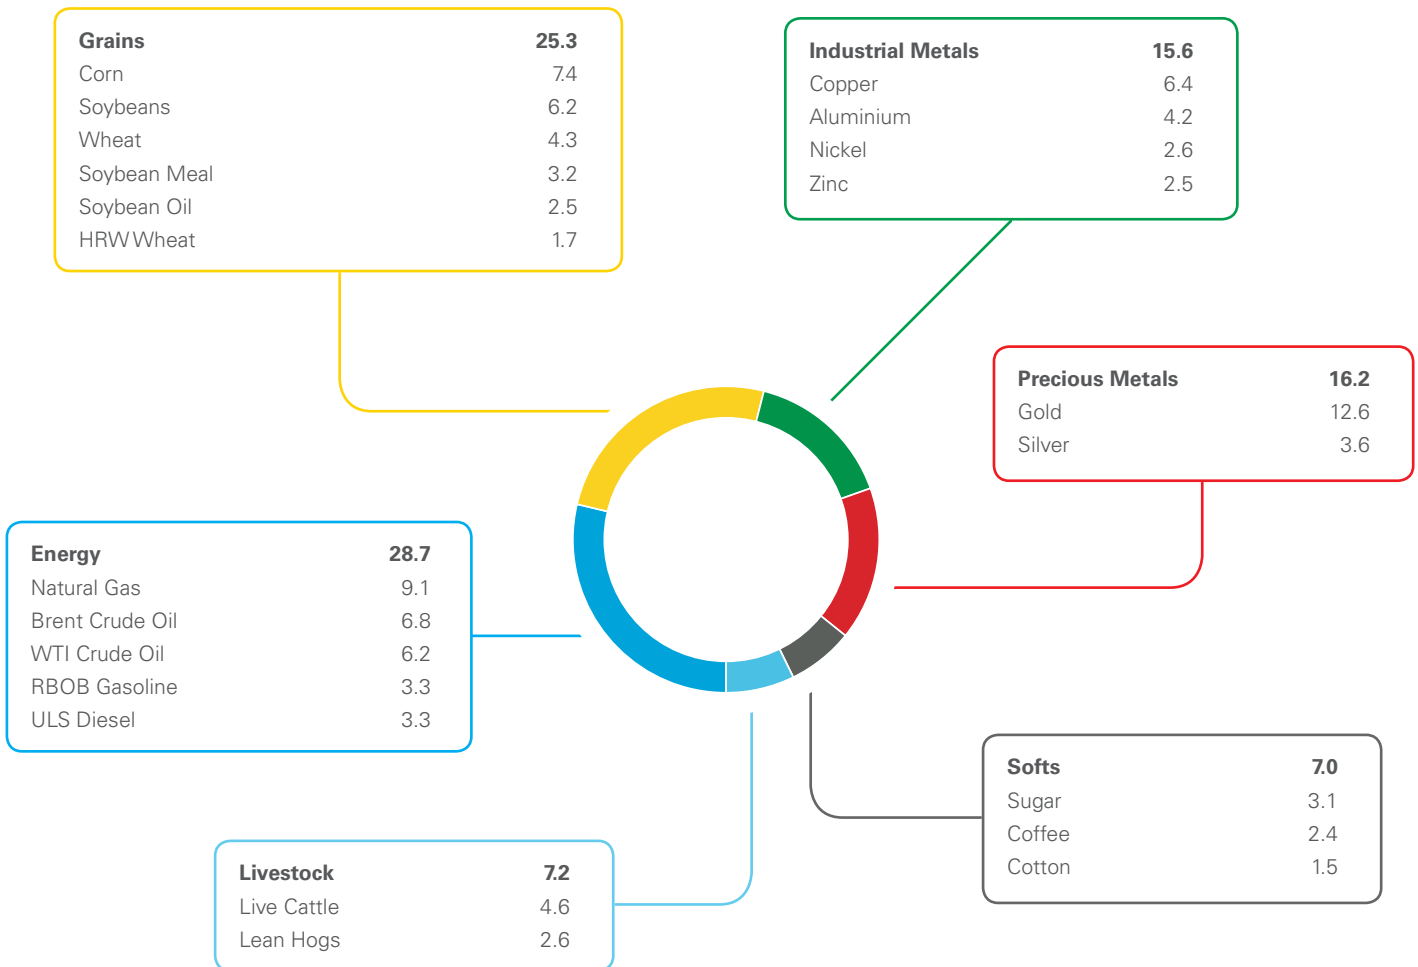 Grains 25.3
Corn 7.4
Soybeans 6.2
Wheat 4.3
Soybean Meal 3.2
Soybean Oil 2.5
HRW Wheat 1.7
Industrial Metals 15.6
Copper 6.4
Aluminium 4.2
Nickel 2.6
Zinc 2.5
Precious Metals 16.2
Gold 12.6
Silver 3.6
Energy 28.7
Natural Gas 9.1
Brent Crude Oil 6.8
WTI Crude Oil 6.2
RBOB Gasoline 3.3
ULS Diesel 3.3
Softs 7.0
Sugar 3.1
Coffee 2.4
Cotton 1.5
Livestock 7.2
Live Cattle 4.6
Lean Hogs 2.6